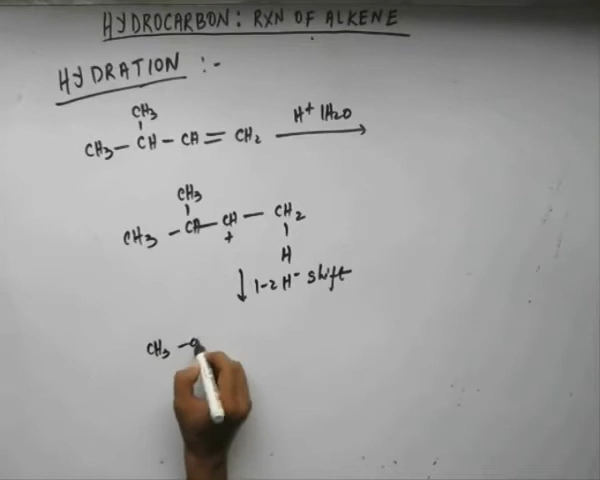 HYDROCARBON: RXN OF ALKENE
HYDRATION :-
CH3
CH3 - CH - CH = CH2 H+ /H2O
CH3
CH3 - CH - CH - CH2
+
H
1-2 H- shift
CH3 -